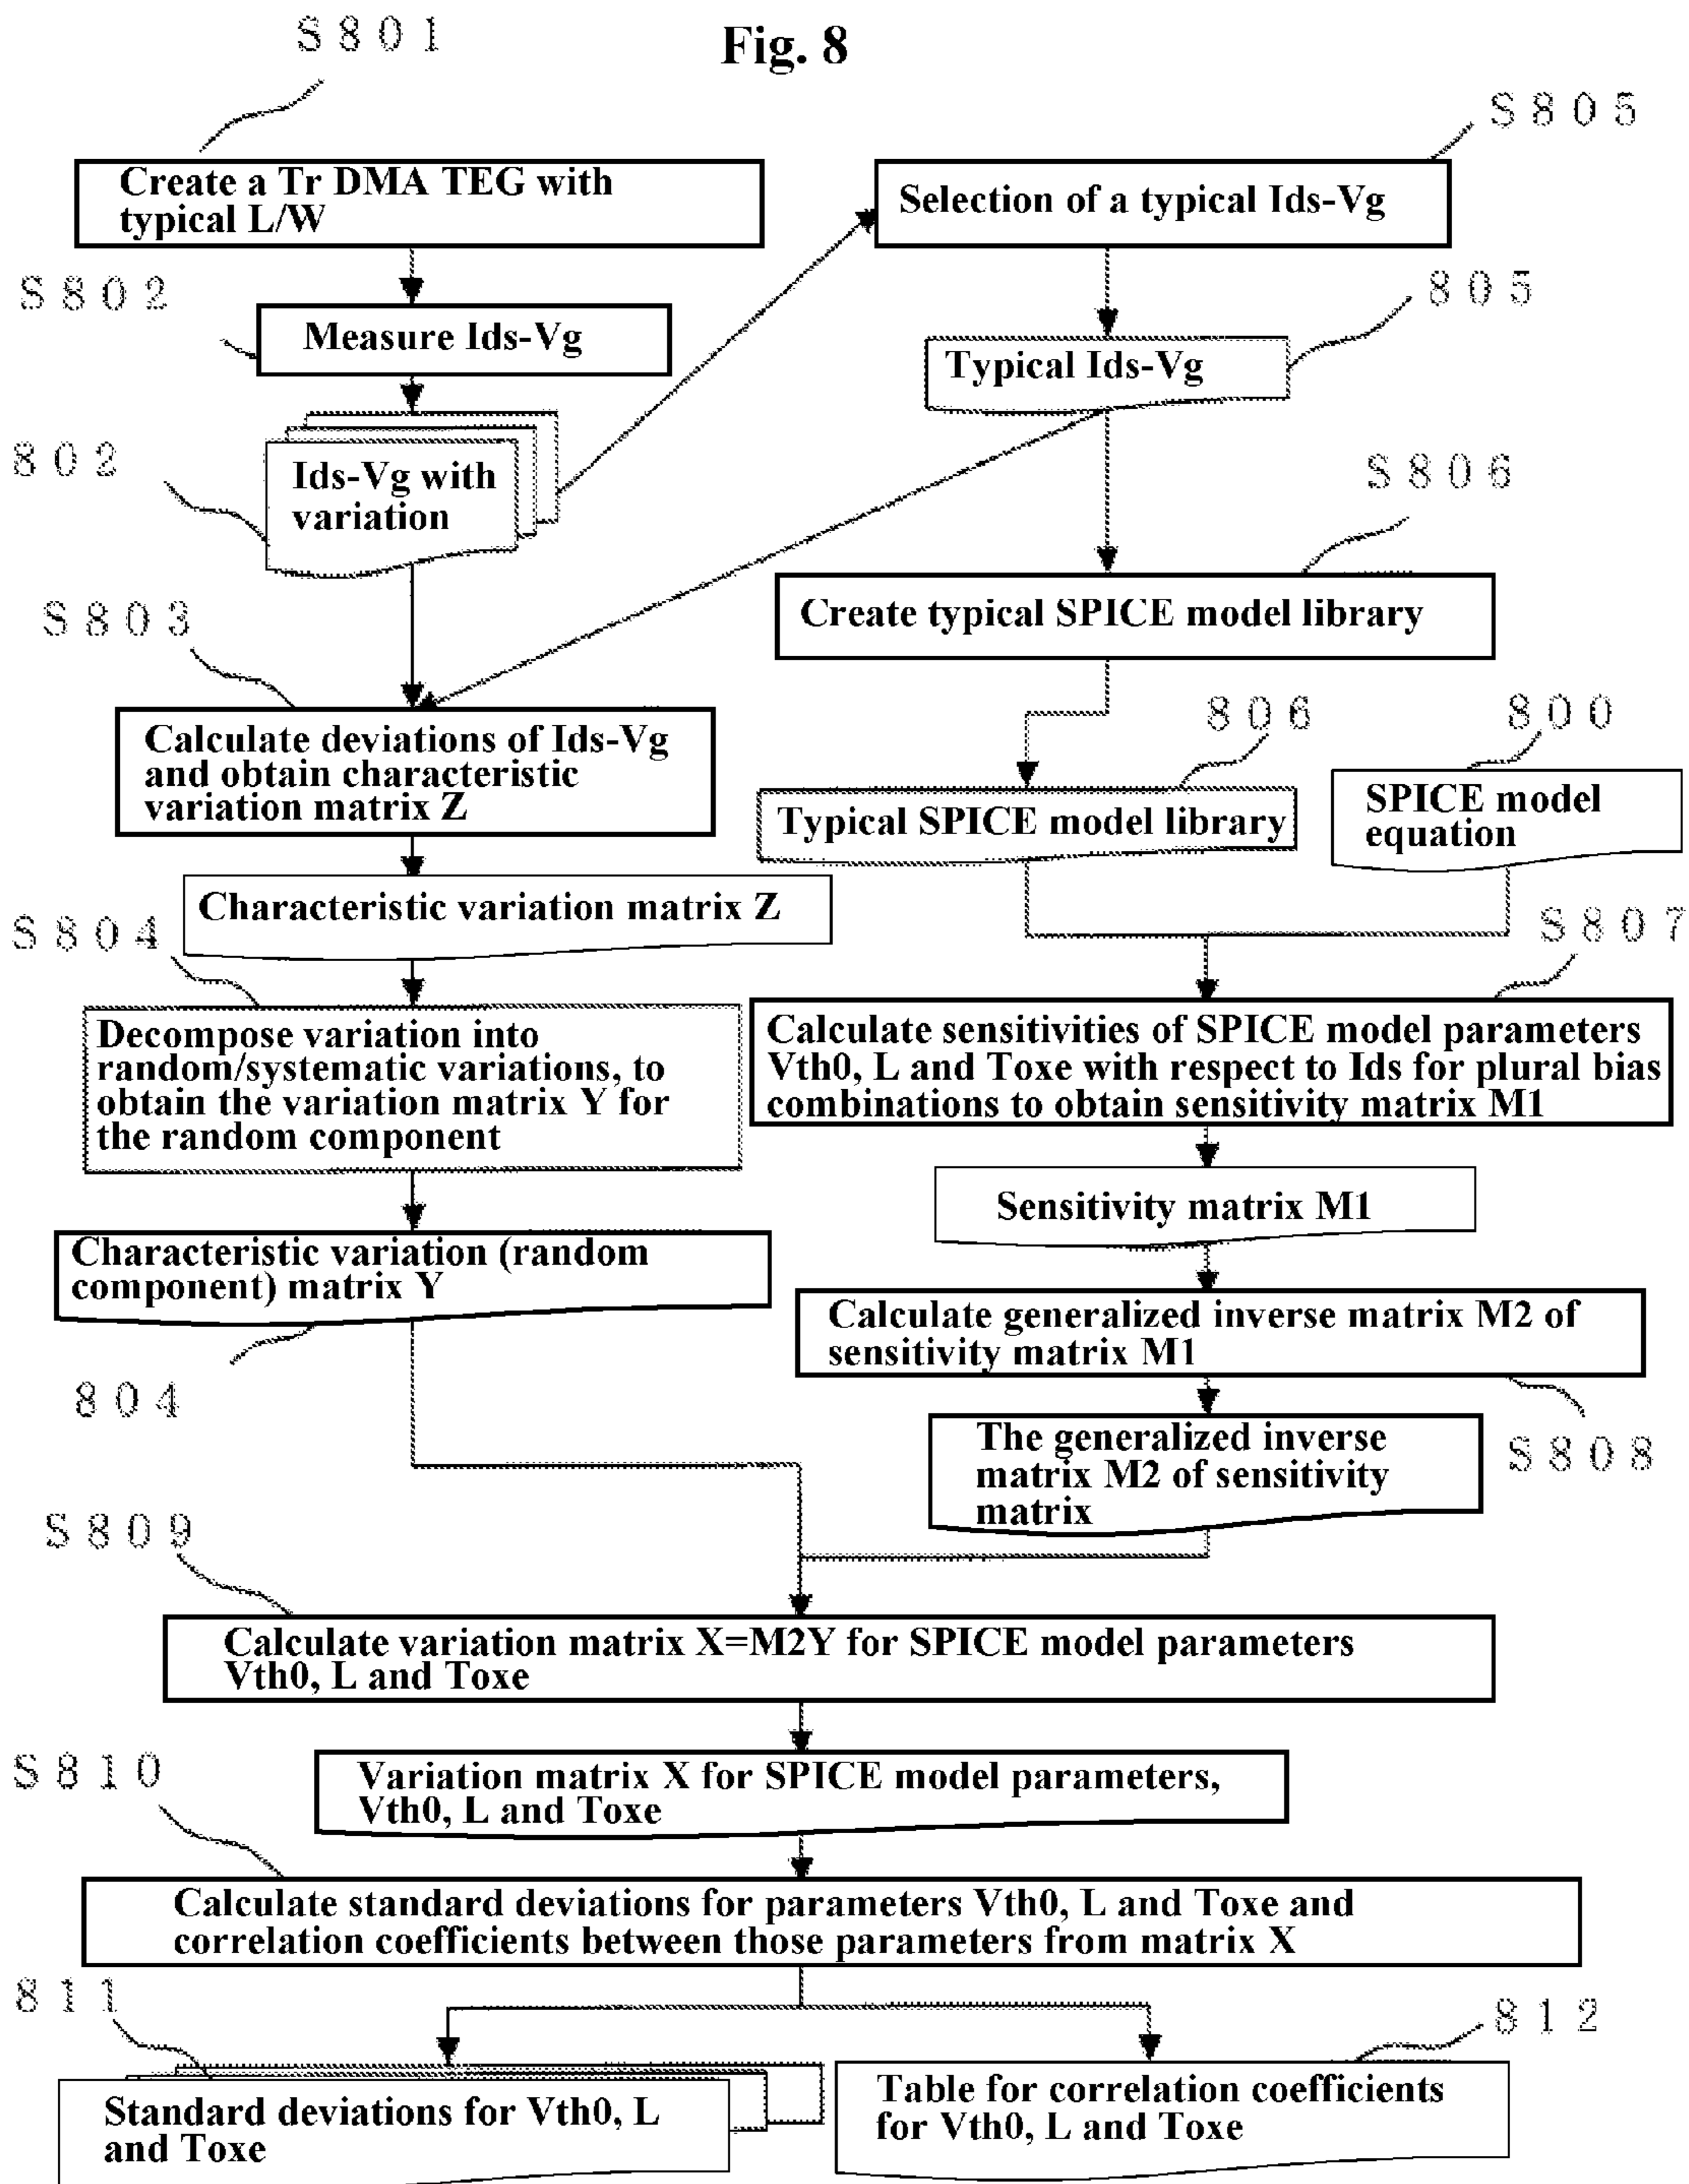 Fig. 8
S801
Create a Tr DMA TEG with
typical L/W
S805
Selection of a typical Ids-Vg
S802
Measure Ids-Vg
805
Typical Ids-Vg
802
Ids-Vg with
variation
S806
Create typical SPICE model library
S803
Calculate deviations of Ids-Vg
and obtain characteristic
variation matrix Z
806
Typical SPICE model library
800
SPICE model
equation
Characteristic variation matrix Z
S804
Decompose variation into
random/systematic variations, to
obtain the variation matrix Y for
the random component
S807
Calculate sensitivities of SPICE model parameters
Vth0, L and Toxe with respect to Ids for plural bias
combinations to obtain sensitivity matrix M1
Sensitivity matrix M1
Characteristic variation (random
component) matrix Y
804
Calculate generalized inverse matrix M2 of
sensitivity matrix M1
S808
The generalized inverse
matrix M2 of sensitivity
matrix
S809
Calculate variation matrix X=M2Y for SPICE model parameters
Vth0, L and Toxe
Variation matrix X for SPICE model parameters,
Vth0, L and Toxe
S810
Calculate standard deviations for parameters Vth0, L and Toxe and
correlation coefficients between those parameters from matrix X
811
Standard deviations for Vth0, L
and Toxe
812
Table for correlation coefficients
for Vth0, L and Toxe